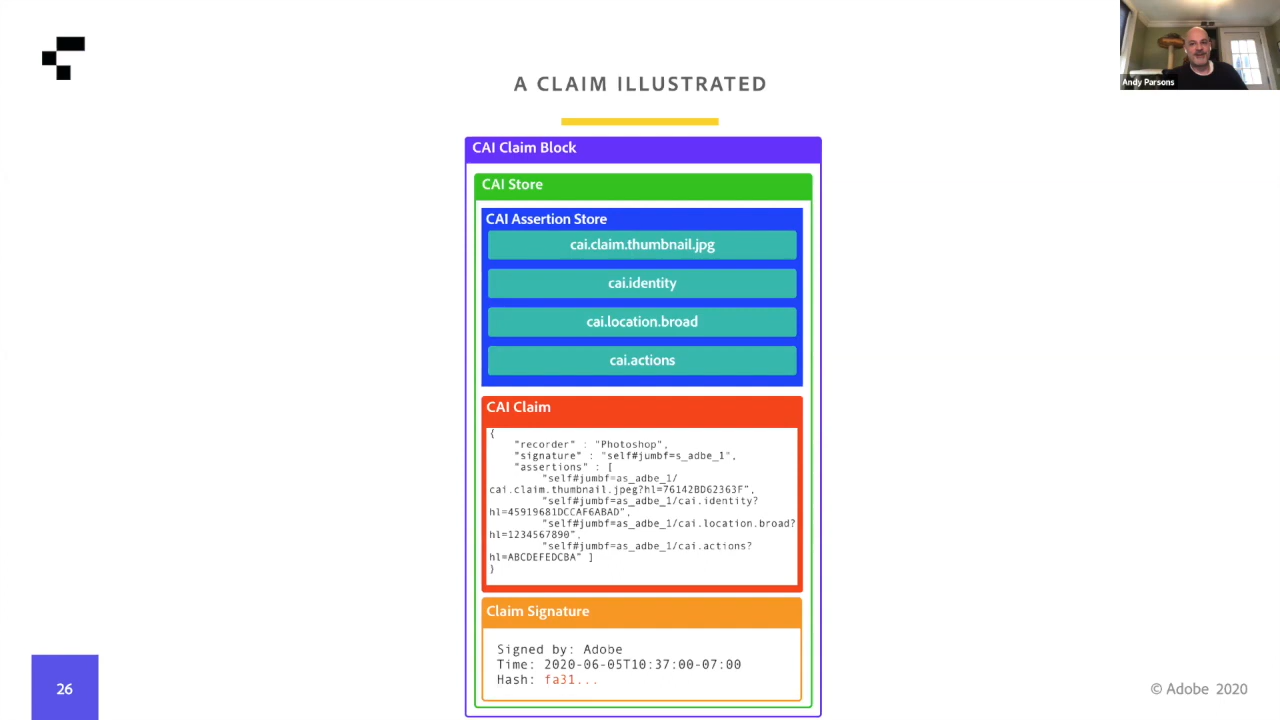 A CLAIM ILLUSTRATED
Andy Parsons
CAI Claim Block
CAI Store
CAI Assertion Store
cai.claim.thumbnail.jpg
cai.identity
cai.location.broad
cai.actions
CAI Claim
{
"recorder" : "Photoshop",
"signature" : "self#jumbf=s_adbe_1",
"assertions" : [
"self#jumbf=as_adbe_1/
cai.claim.thumbnail.jpeg?hl=76142BD62363F",
"self#jumbf=as_adbe_1/cai.identity?
hl=45919681DCCAF6ABAD",
"self#jumbf=as_adbe_1/cai.location.broad?
hl=1234567890",
"self#jumbf=as_adbe_1/cai.actions?
hl=ABCDEFEDCBA" ]
}
Claim Signature
Signed by: Adobe
Time: 2020-06-05T10:37:00-07:00
Hash: fa31...
26
© Adobe 2020